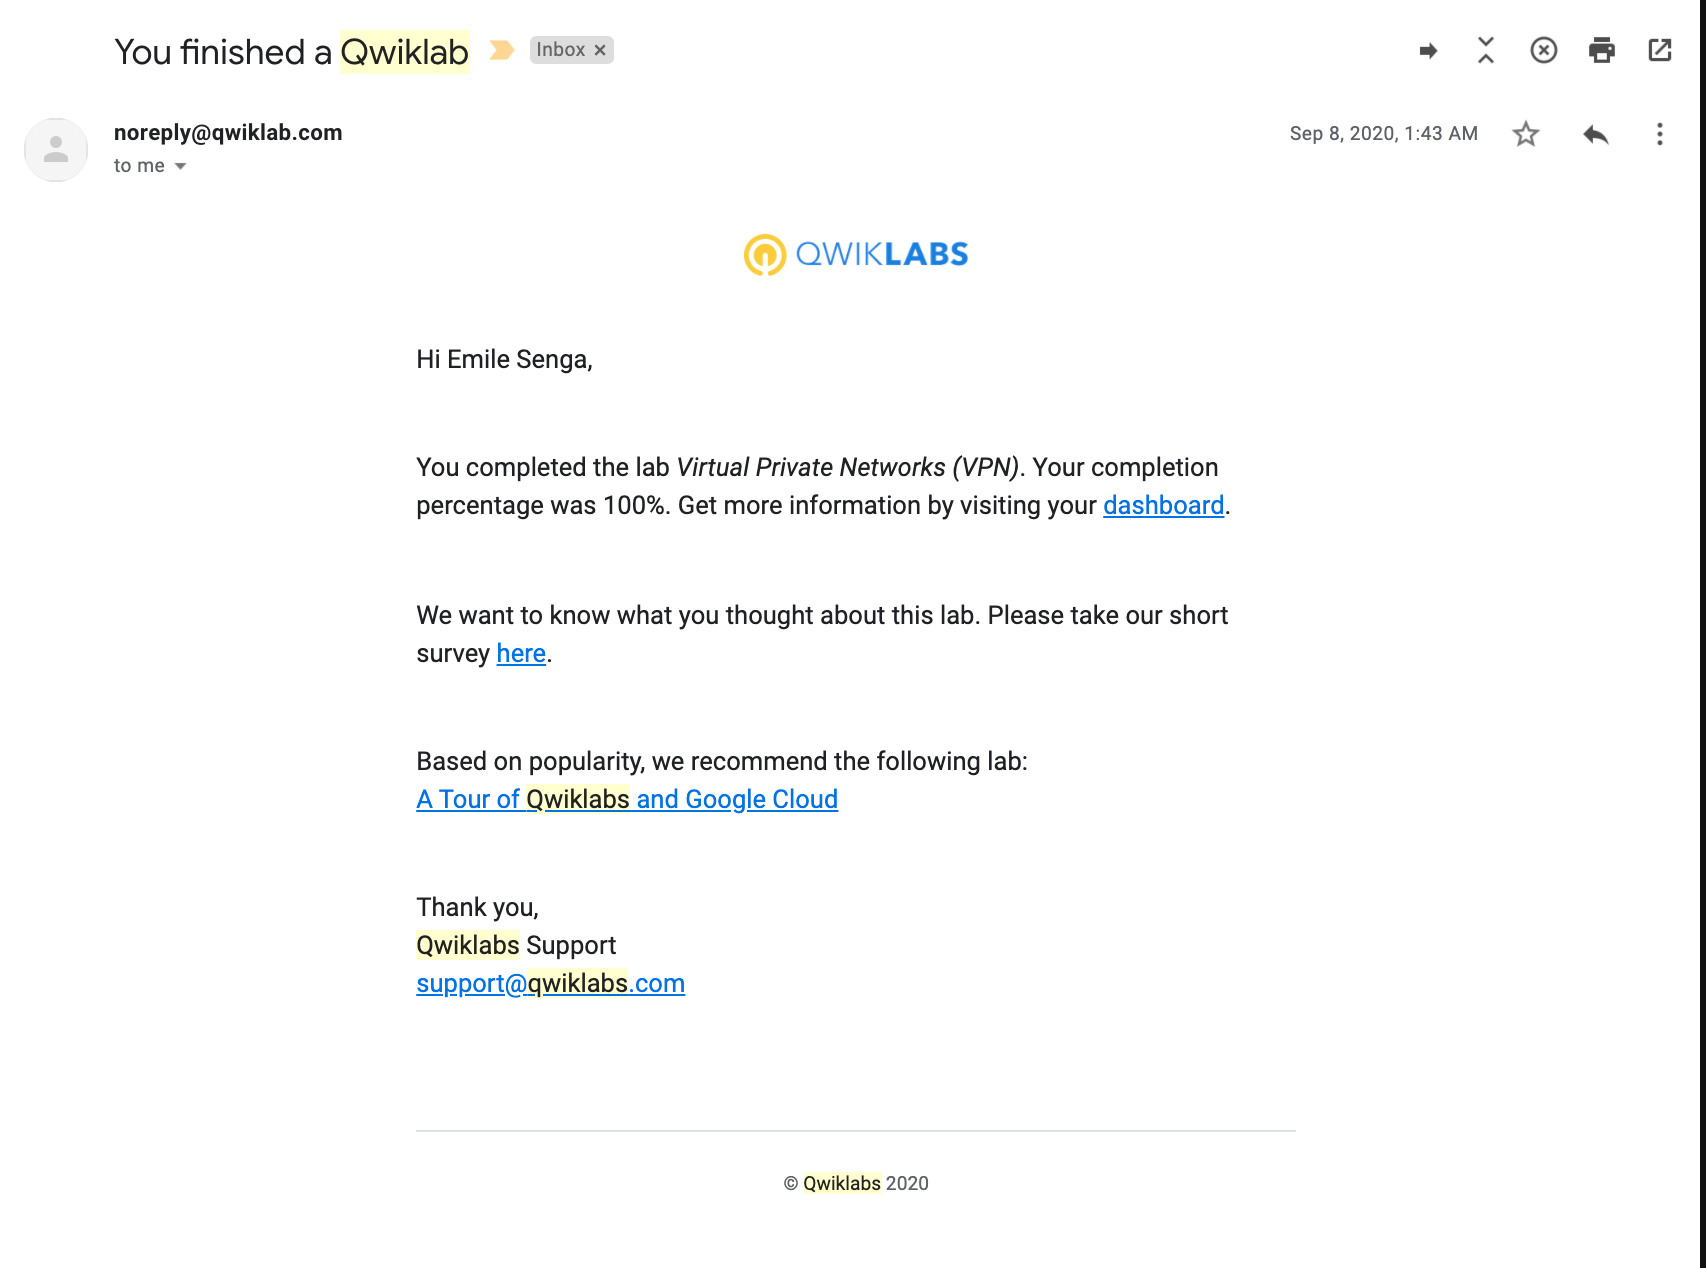 You finished a Qwiklab Inbox ×
noreply@qwiklab.com Sep 8, 2020, 1:43 AM
to me
QWIKLABS
Hi Emile Senga,
You completed the lab Virtual Private Networks (VPN). Your completion
percentage was 100%. Get more information by visiting your dashboard.
We want to know what you thought about this lab. Please take our short
survey here.
Based on popularity, we recommend the following lab:
A Tour of Qwiklabs and Google Cloud
Thank you,
Qwiklabs Support
support@qwiklabs.com
© Qwiklabs 2020